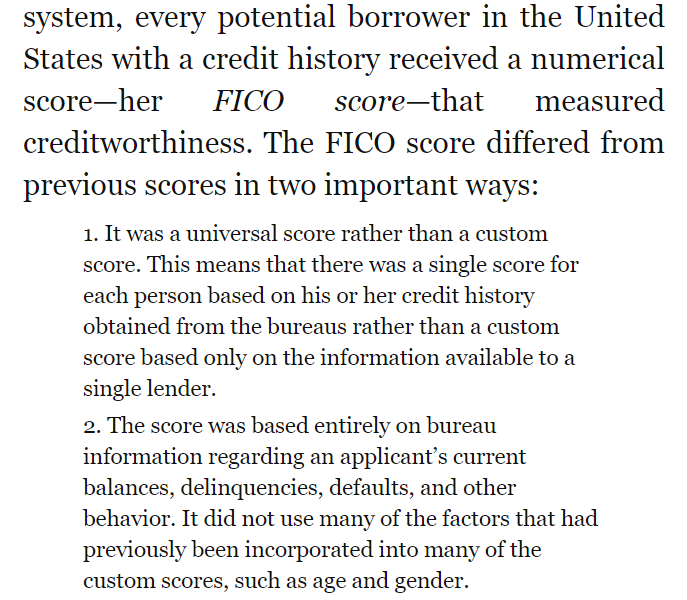 system, every potential borrower in the United
States with a credit history received a numerical
score—her FICO score—that measured
creditworthiness. The FICO score differed from
previous scores in two important ways:
1. It was a universal score rather than a custom
score. This means that there was a single score for
each person based on his or her credit history
obtained from the bureaus rather than a custom
score based only on the information available to a
single lender.
2. The score was based entirely on bureau
information regarding an applicant’s current
balances, delinquencies, defaults, and other
behavior. It did not use many of the factors that had
previously been incorporated into many of the
custom scores, such as age and gender.